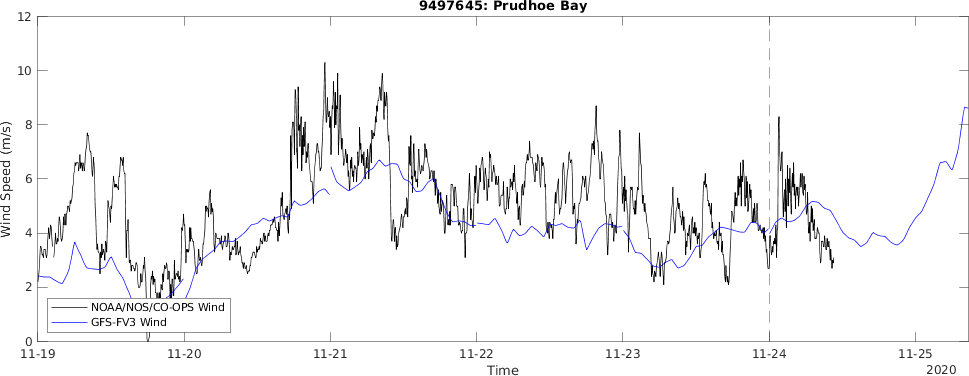 9497645: Prudhoe Bay
12
10
8
6
4
2
0
Wind Speed (m/s)
NOAA/NOS/CO-OPS Wind
GFS-FV3 Wind
11-19 11-20 11-21 11-22 11-23 11-24 11-25
Time
2020